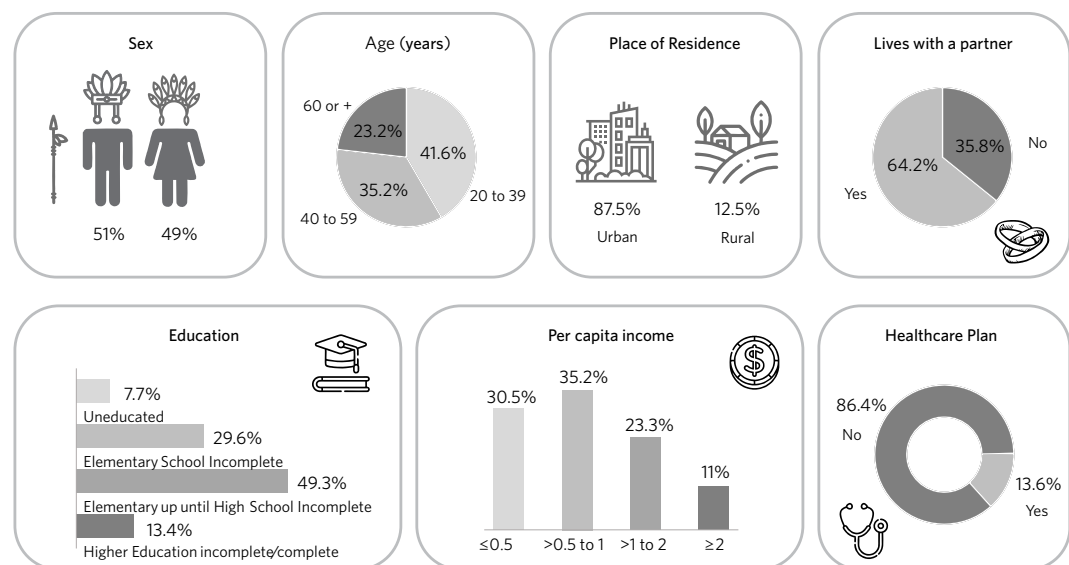 Sex
51%
49%
Age (years)
60 or +
23.2%
41.6%
35.2%
20 to 39
40 to 59
Place of Residence
87.5%
12.5%
Urban
Rural
Lives with a partner
35.8%
No
64.2%
Yes
Education
7.7%
Uneducated
29.6%
Elementary School Incomplete
49.3%
Elementary up until High School Incomplete
13.4%
Higher Education incomplete/complete
Per capita income
$
30.5%
35.2%
23.3%
11%
≤0.5
>0.5 to 1
>1 to 2
≥2
Healthcare Plan
86.4%
No
13.6%
Yes